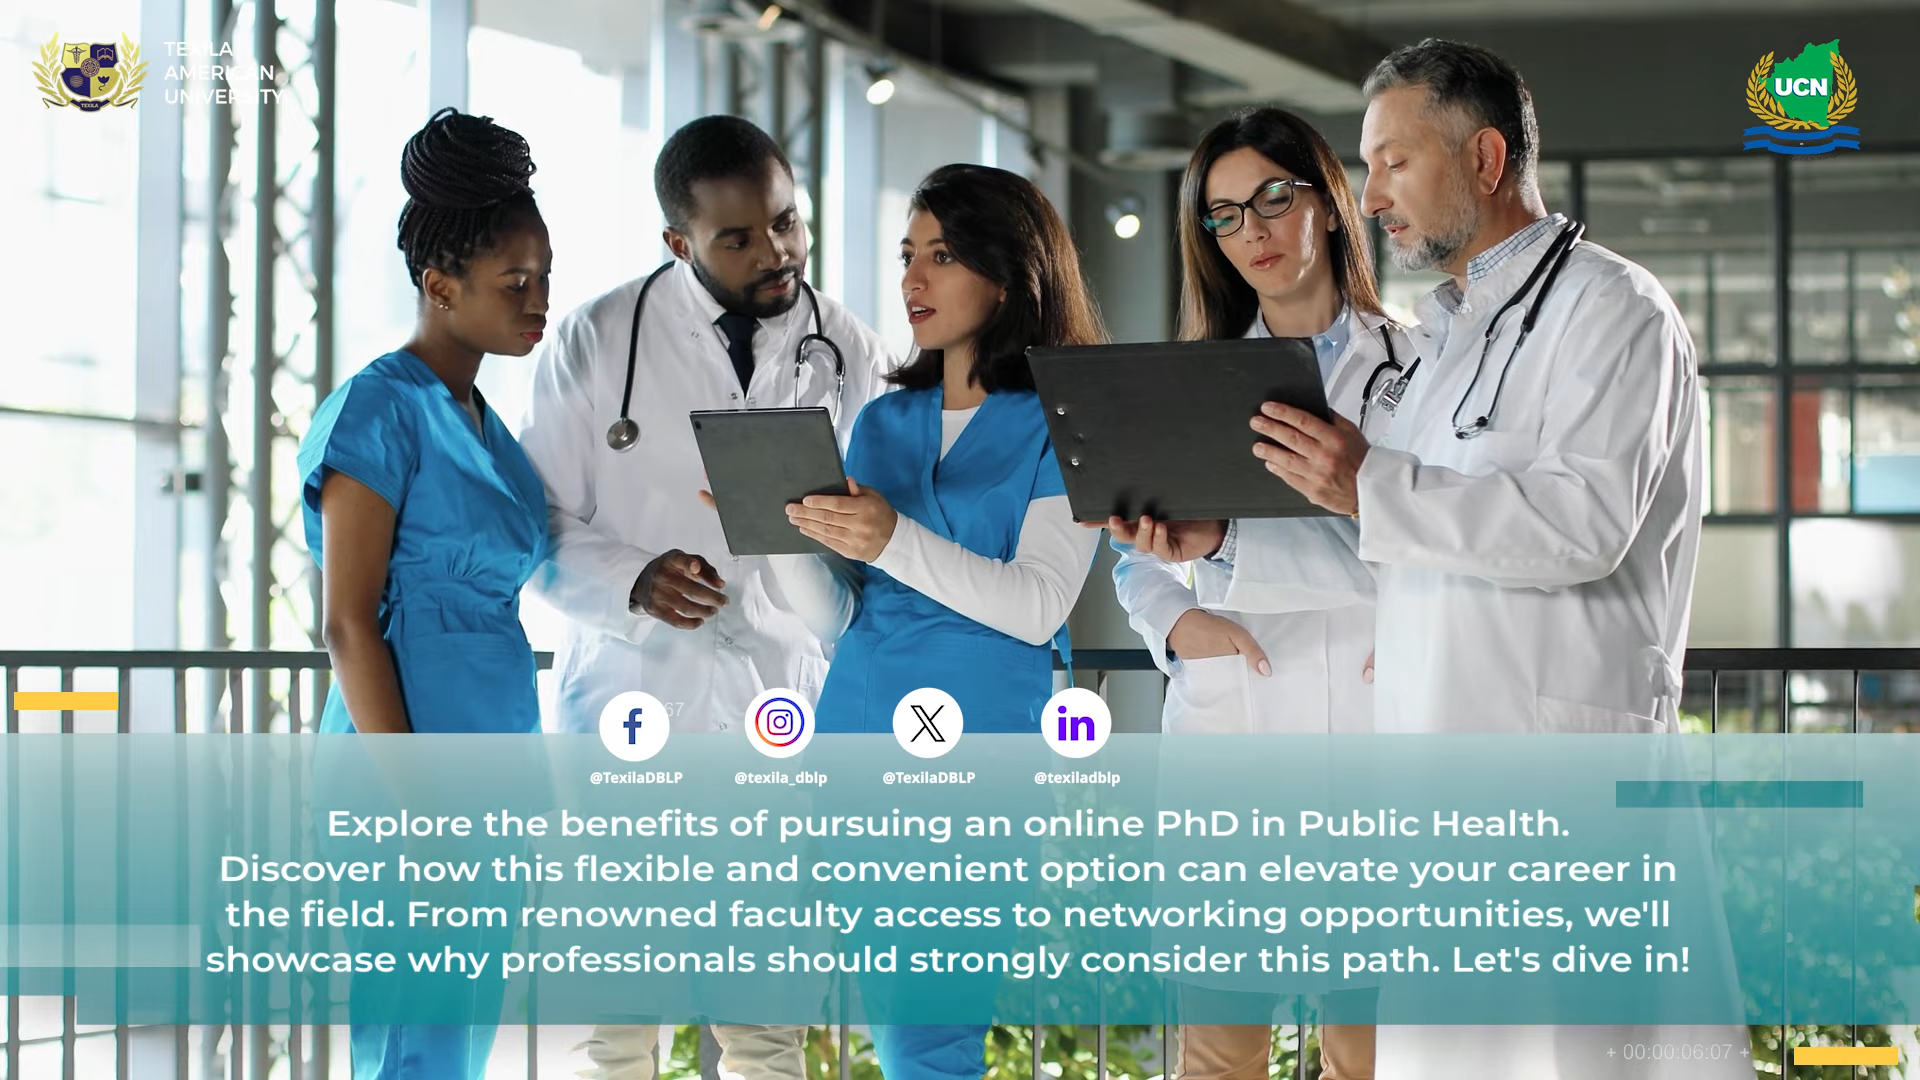 TEXILA
AMERICAN
UNIVERSITY
TEXILA
UCN
67
@TexilaDBLP
@texila_dblp
@TexilaDBLP
@texiladblp
Explore the benefits of pursuing an online PhD in Public Health.
Discover how this flexible and convenient option can elevate your career in
the field. From renowned faculty access to networking opportunities, we'll
showcase why professionals should strongly consider this path. Let's dive in!
+ 00:00:06:07 +